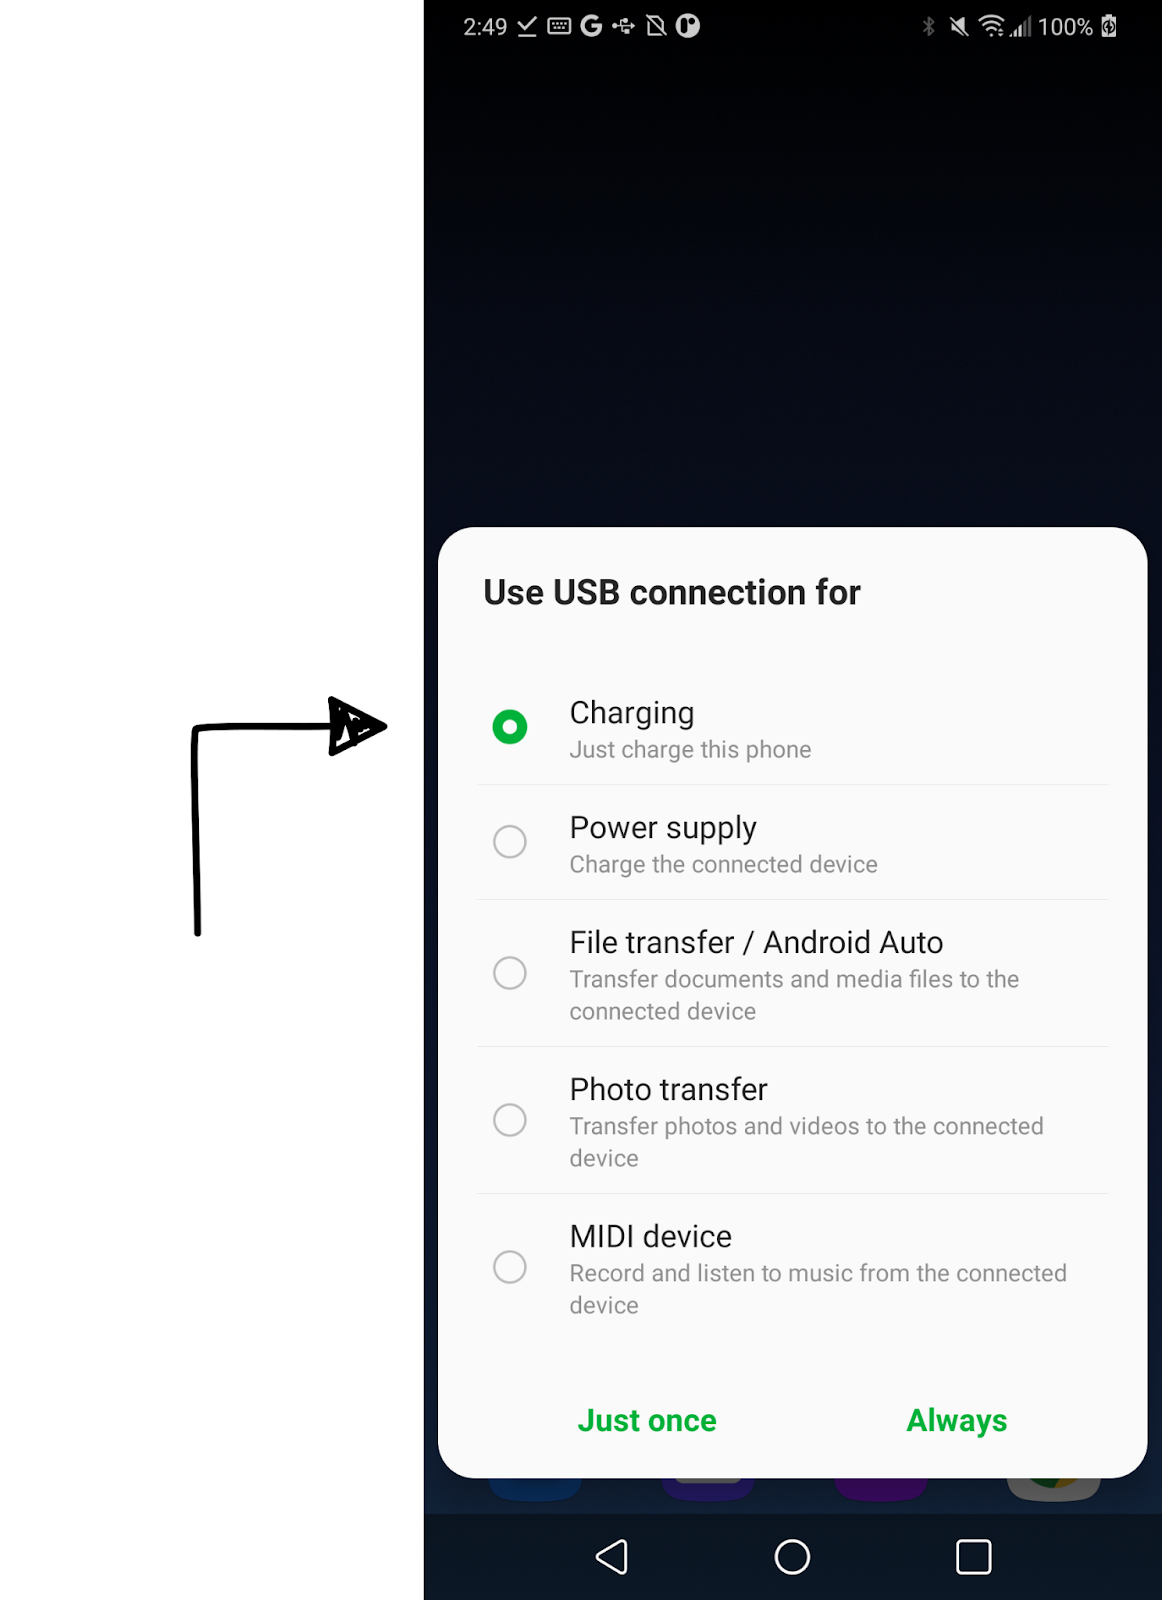 2:49 100%
Use USB connection for
Charging
Just charge this phone
Power supply
Charge the connected device
File transfer / Android Auto
Transfer documents and media files to the
connected device
Photo transfer
Transfer photos and videos to the connected
device
MIDI device
Record and listen to music from the connected
device
Just once Always